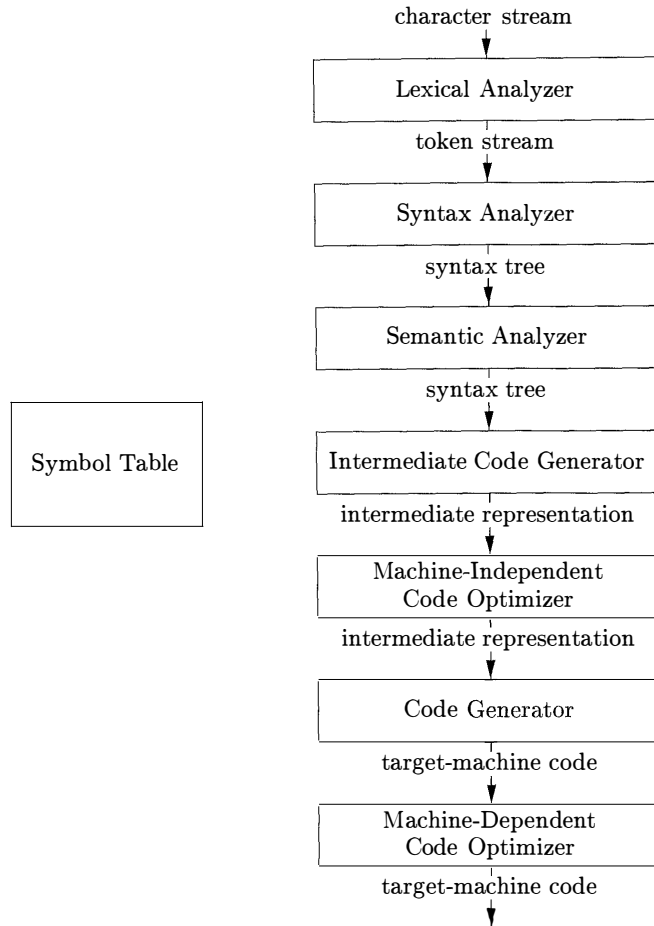 character stream
Lexical Analyzer
token stream
Syntax Analyzer
syntax tree
Semantic Analyzer
syntax tree
Symbol Table
Intermediate Code Generator
intermediate representation
Machine-Independent
Code Optimizer
intermediate representation
Code Generator
target-machine code
Machine-Dependent
Code Optimizer
target-machine code